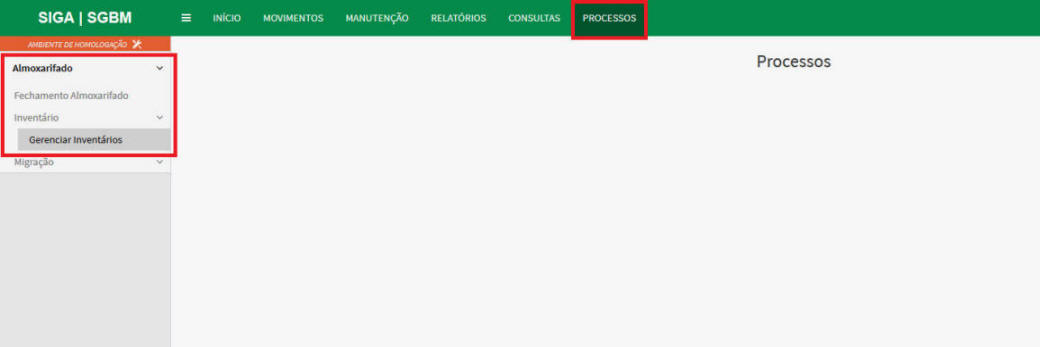 SIGA | SGBM
INÍCIO MOVIMENTOS MANUTENÇÃO RELATÓRIOS CONSULTAS PROCESSOS
AMBIENTE DE HOMOLOGAÇÃO
Processos
Almoxarifado
Fechamento Almoxarifado
Inventário
Gerenciar Inventários
Migração